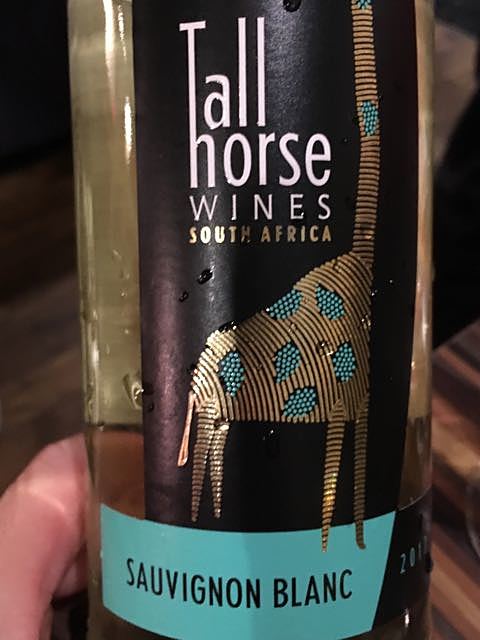 Tall
horse
WINES
SOUTH AFRICA
SAUVIGNON BLANC